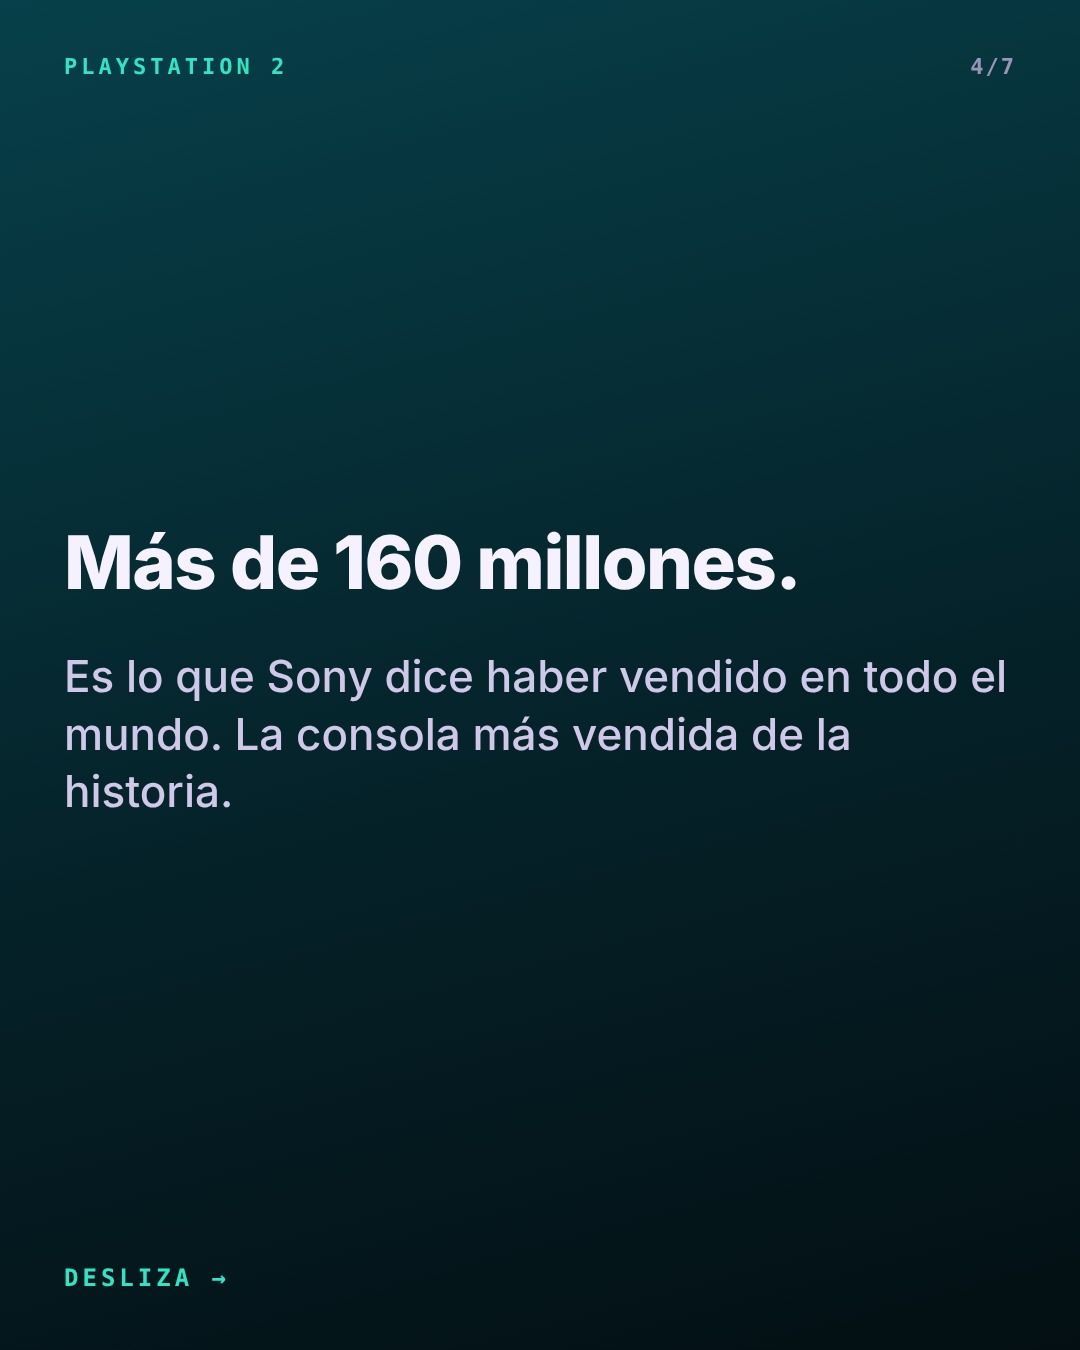 PLAYSTATION 2
4/7
Más de 160 millones.
Es lo que Sony dice haber vendido en todo el
mundo. La consola más vendida de la
historia.
DESLIZA →